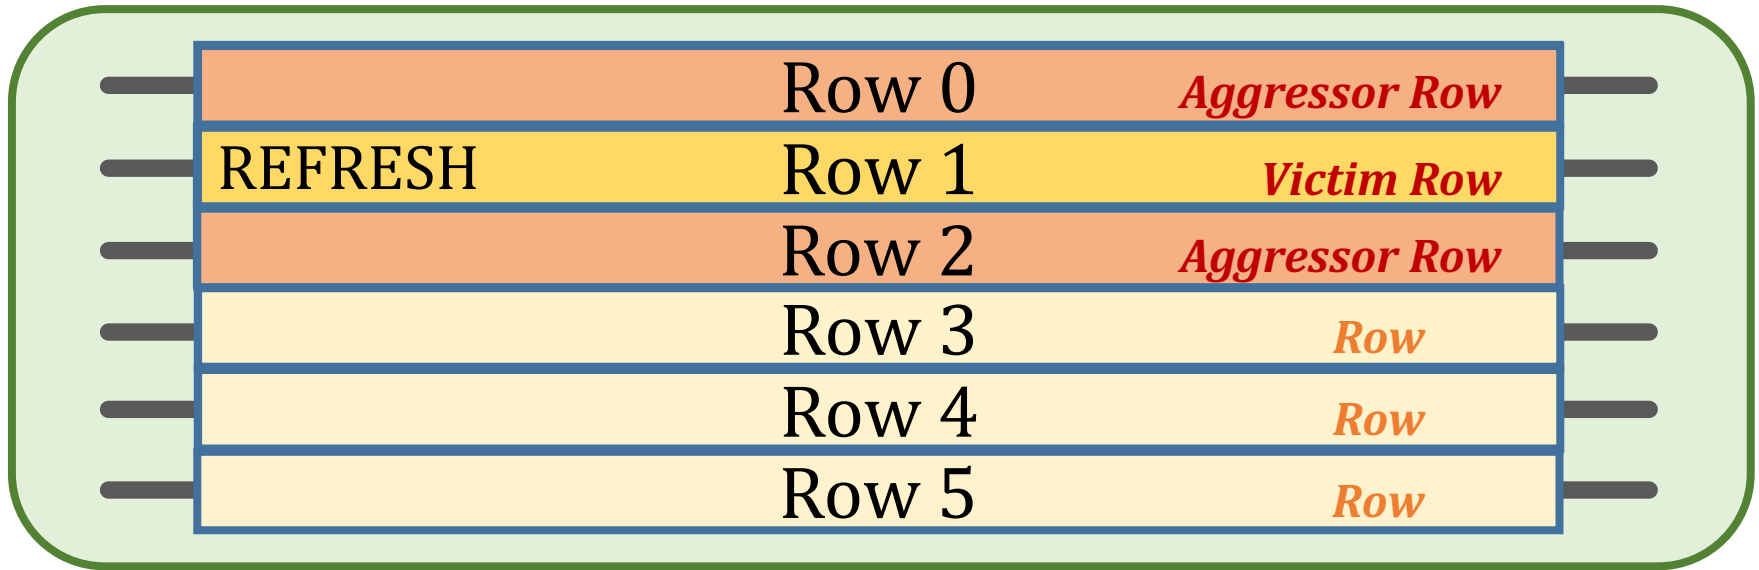 Row 0 Aggressor Row
REFRESH Row 1 Victim Row
Row 2 Aggressor Row
Row 3 Row
Row 4 Row
Row 5 Row